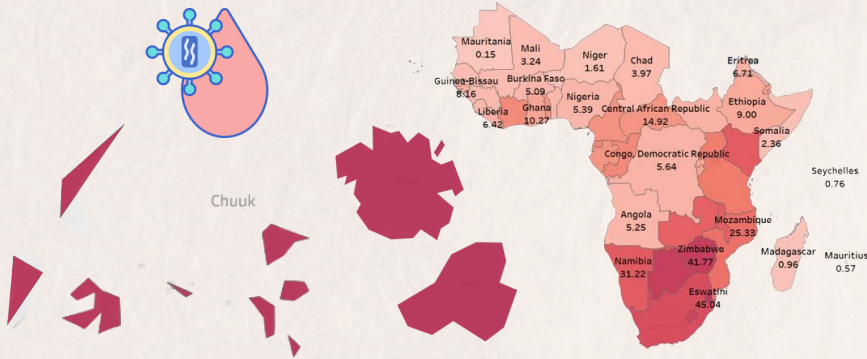 Mauritania
0.15
Mali
3.24
Niger
1.61
Chad
3.97
Eritrea
6.71
Guinea-Bissau
8.16
Burkina Faso
5.09
Nigeria
5.39
Liberia
6.42
Ghana
10.27
Central African Republic
14.92
Ethiopia
9.00
Somalia
2.36
Congo, Democratic Republic
5.64
Seychelles
0.76
Chuuk
Angola
5.25
Mozambique
25.33
Namibia
31.22
Zimbabwe
41.77
Madagascar
0.96
Mauritius
0.57
Eswatini
45.04